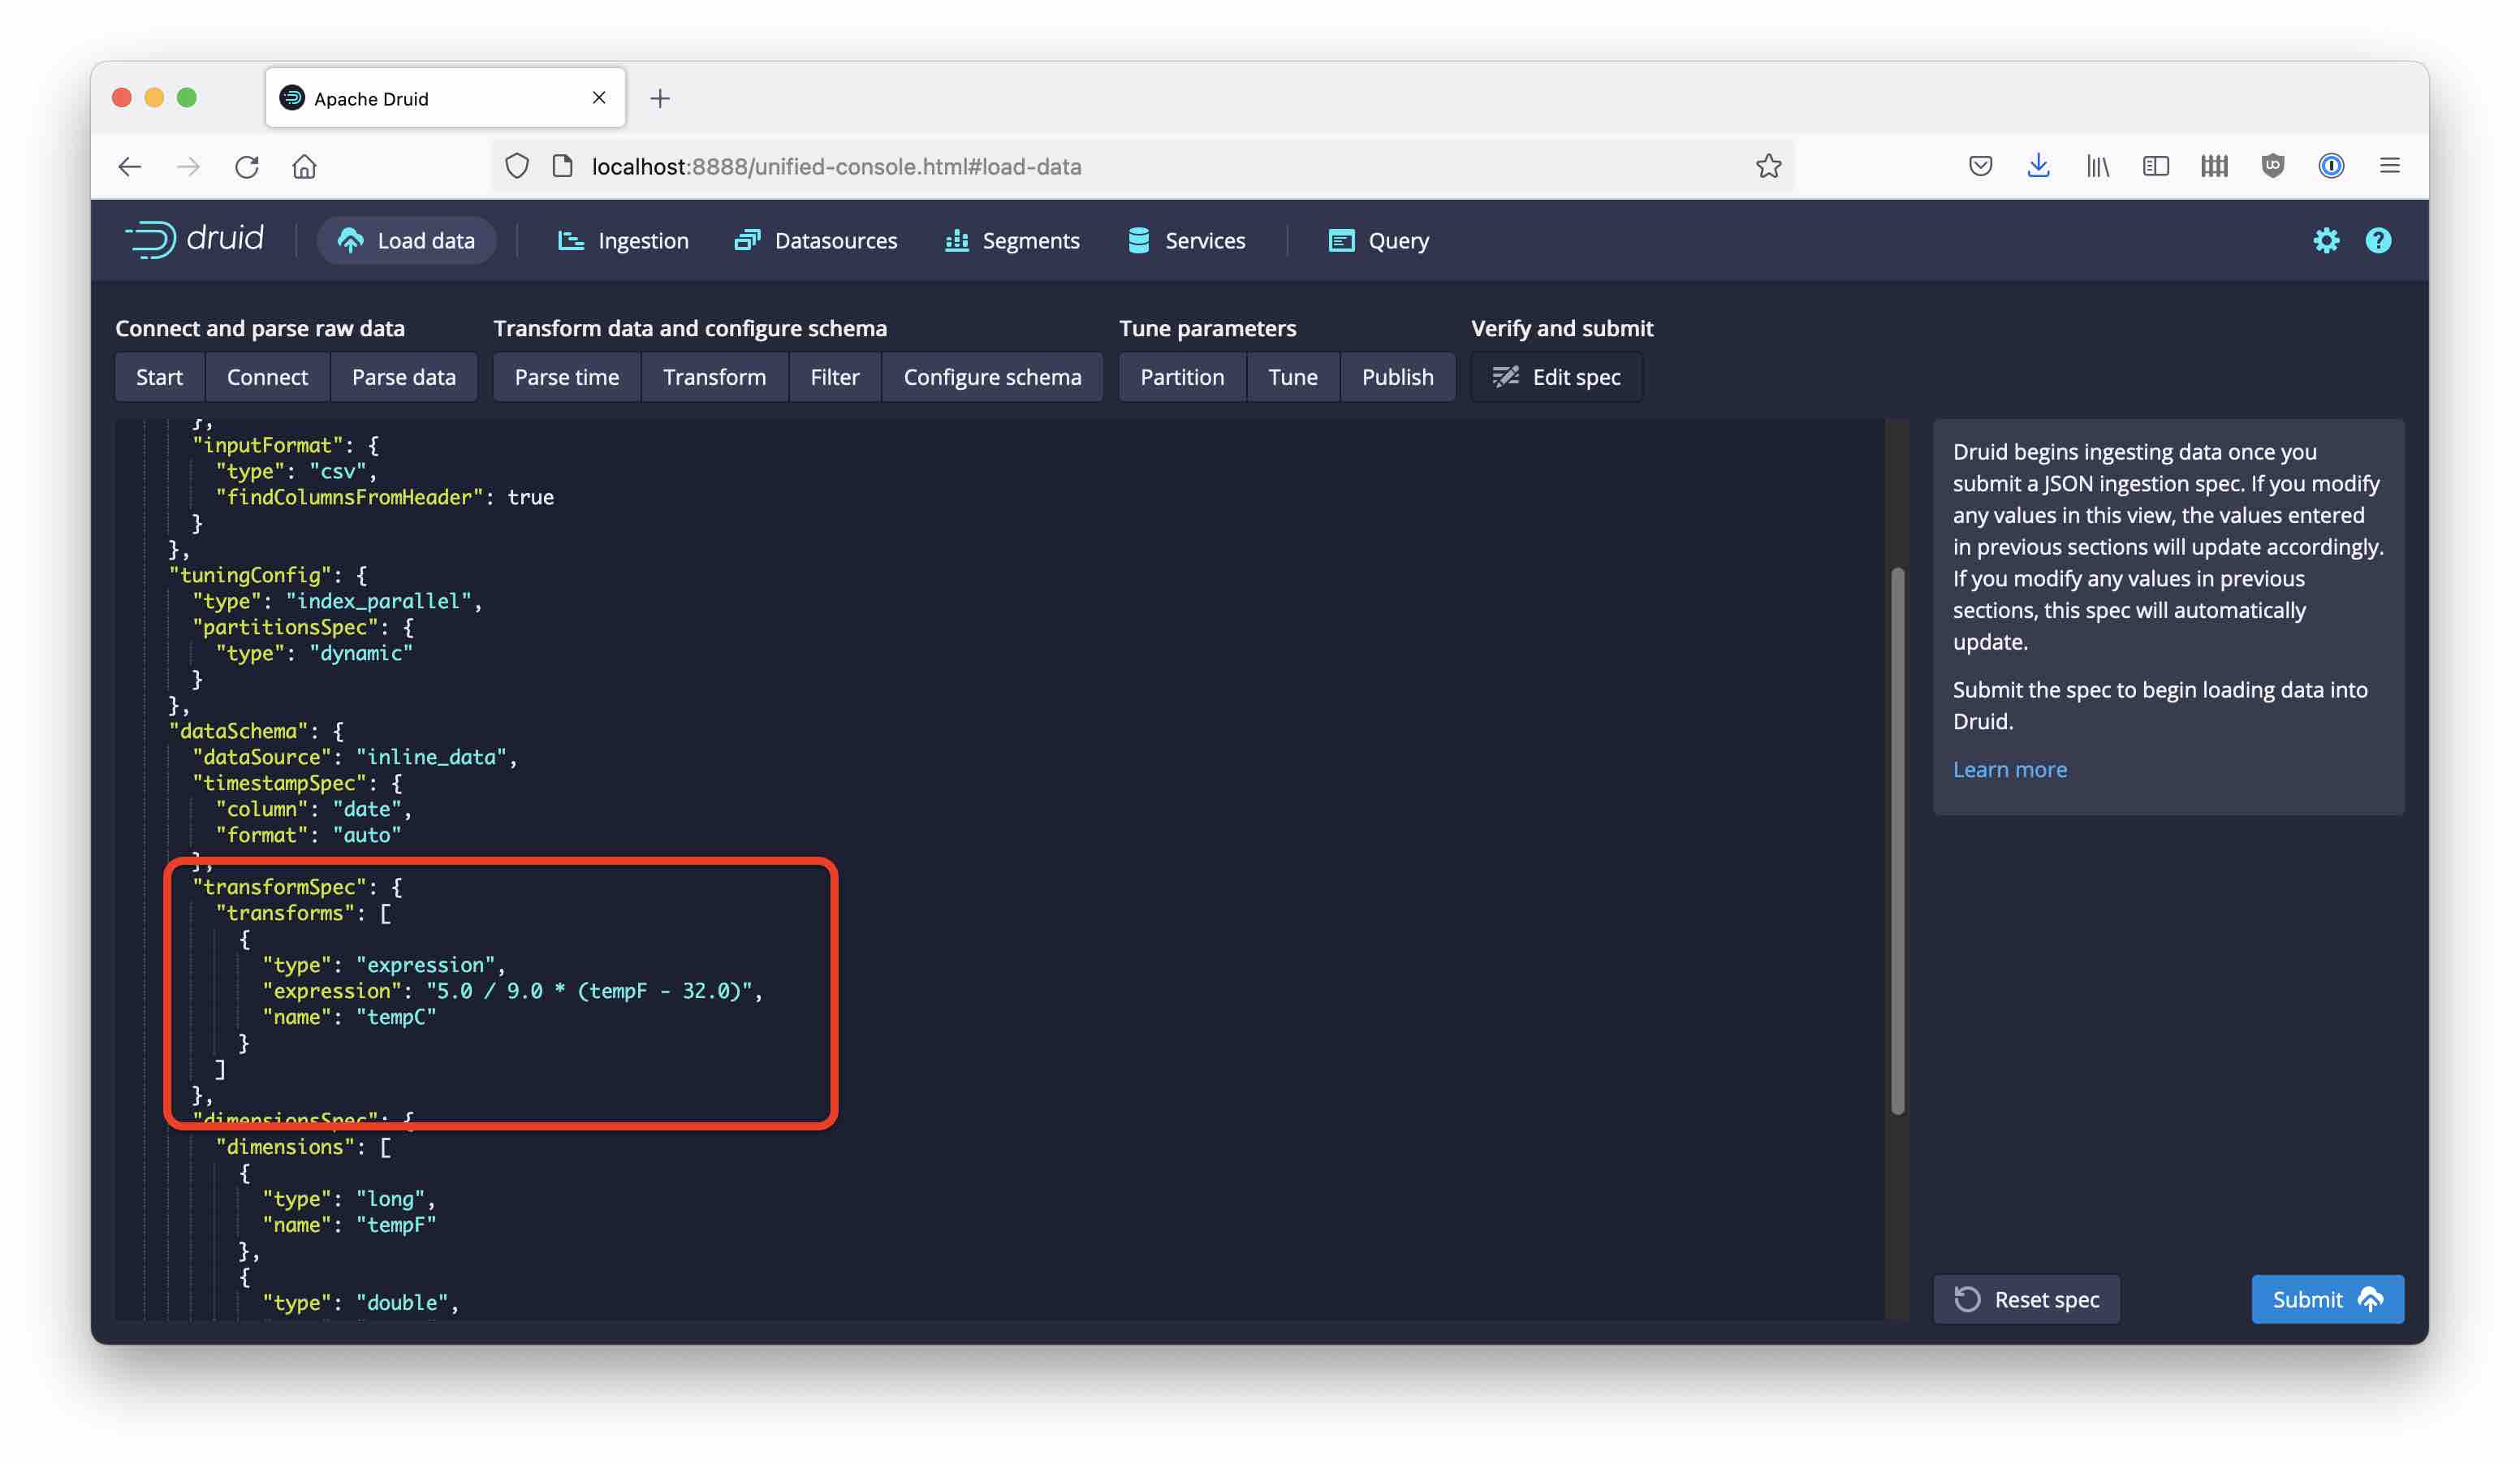 Apache Druid
localhost:8888/unified-console.html#load-data
druid
Load data
Ingestion
Datasources
Segments
Services
Query
Connect and parse raw data
Transform data and configure schema
Tune parameters
Verify and submit
Start
Connect
Parse data
Parse time
Transform
Filter
Configure schema
Partition
Tune
Publish
Edit spec
},
"inputFormat": {
"type": "csv",
"findColumnsFromHeader": true
}
},
"tuningConfig": {
"type": "index_parallel",
"partitionsSpec": {
"type": "dynamic"
}
},
"dataSchema": {
"dataSource": "inline_data",
"timestampSpec": {
"column": "date",
"format": "auto"
},
"transformSpec": {
"transforms": [
{
"type": "expression",
"expression": "5.0 / 9.0 * (tempF - 32.0)",
"name": "tempC"
}
]
},
"dimensionsSpec": {
"dimensions": [
{
"type": "long",
"name": "tempF"
},
{
"type": "double",
Druid begins ingesting data once you
submit a JSON ingestion spec. If you modify
any values in this view, the values entered
in previous sections will update accordingly.
If you modify any values in previous
sections, this spec will automatically
update.
Submit the spec to begin loading data into
Druid.
Learn more
Reset spec
Submit